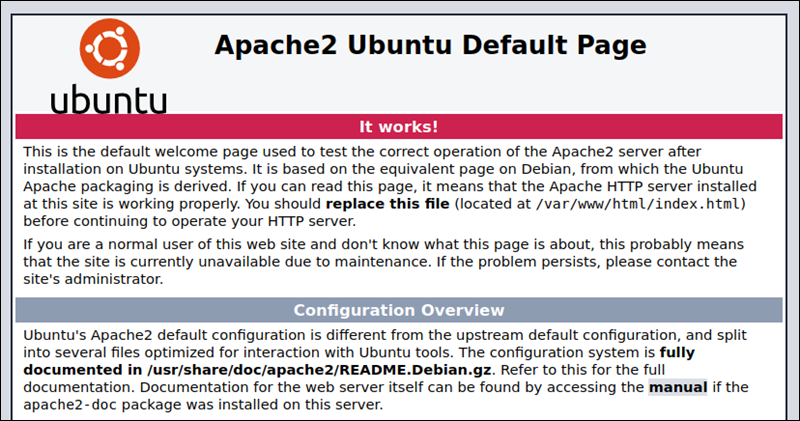 Apache2 Ubuntu Default Page
ubuntu
It works!
This is the default welcome page used to test the correct operation of the Apache2 server after
installation on Ubuntu systems. It is based on the equivalent page on Debian, from which the Ubuntu
Apache packaging is derived. If you can read this page, it means that the Apache HTTP server installed
at this site is working properly. You should replace this file (located at /var/www/html/index.html)
before continuing to operate your HTTP server.
If you are a normal user of this web site and don't know what this page is about, this probably means
that the site is currently unavailable due to maintenance. If the problem persists, please contact the
site's administrator.
Configuration Overview
Ubuntu's Apache2 default configuration is different from the upstream default configuration, and split
into several files optimized for interaction with Ubuntu tools. The configuration system is fully
documented in /usr/share/doc/apache2/README.Debian.gz. Refer to this for the full
documentation. Documentation for the web server itself can be found by accessing the manual if the
apache2-doc package was installed on this server.